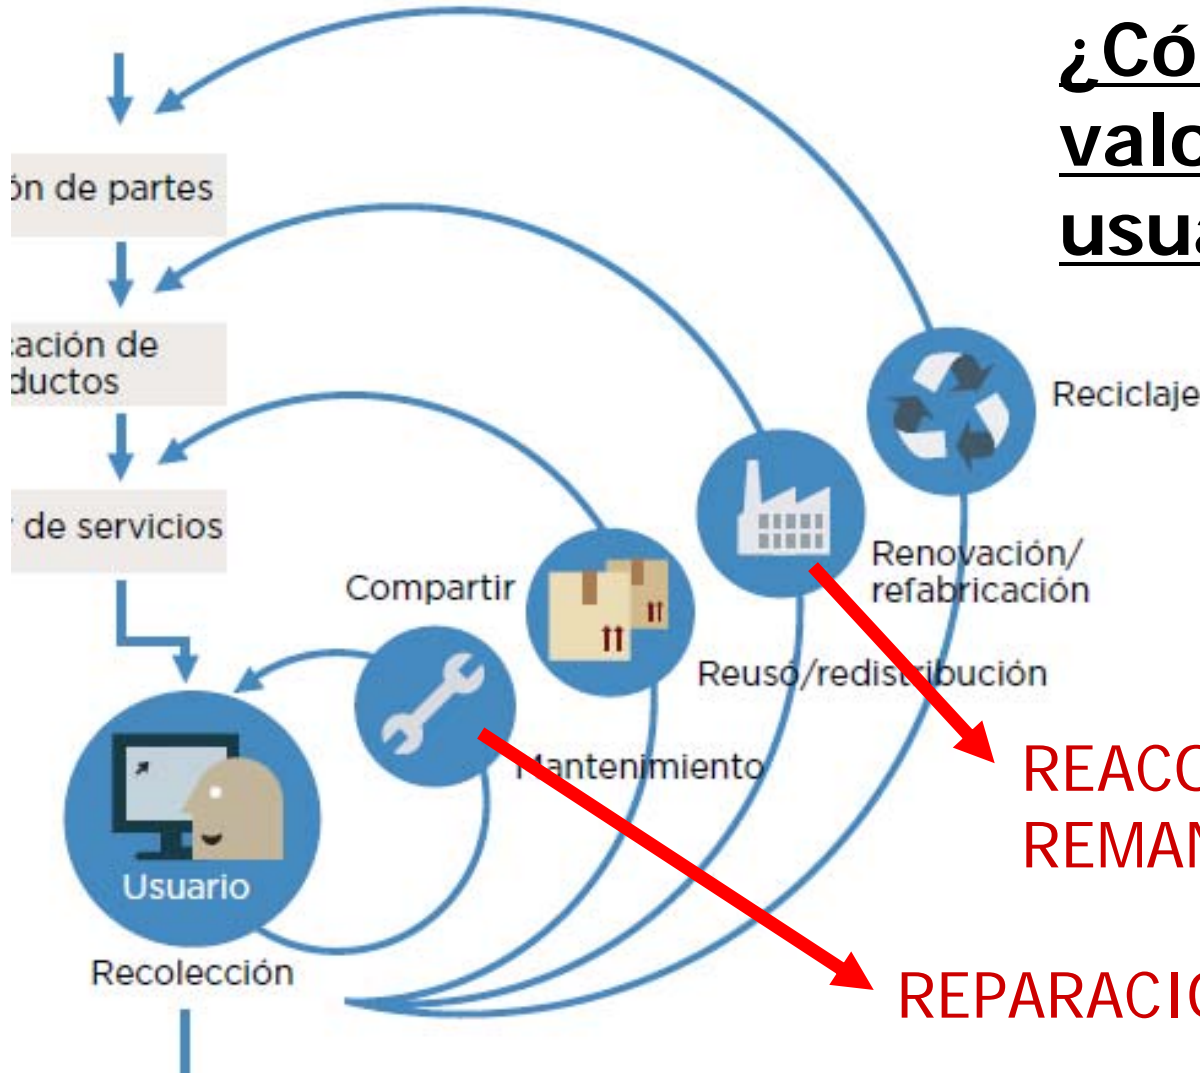 ¿Có
valo
usua
ón de partes
cación de
ductos
de servicios
Reciclaje
Renovación/
refabricación
Compartir
Reuso/redistribución
Mantenimiento
Usuario
Recolección
REACO
REMAN
REPARACIO